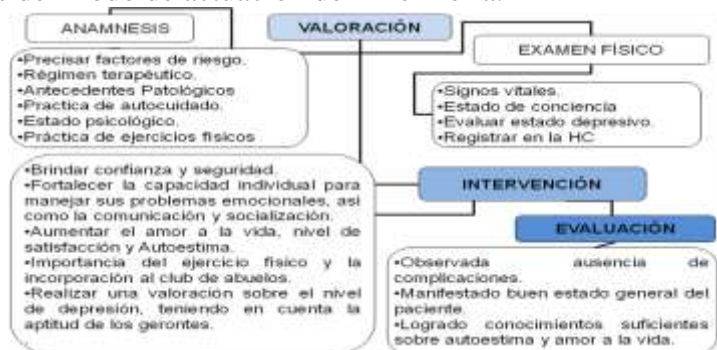 ANAMNESIS
VALORACIÓN
EXAMEN FÍSICO
•Precisar factores de riesgo.
•Régimen terapéutico.
•Antecedentes Patológicos
•Practica de autocuidado.
•Estado psicológico.
•Práctica de ejercicios físicos
•Signos vitales.
•Estado de conciencia
•Evaluar estado depresivo.
•Registrar en la HC
•Brindar confianza y seguridad.
•Fortalecer la capacidad individual para
manejar sus problemas emocionales, así
como la comunicación y socialización.
•Aumentar el amor a la vida, nivel de
satisfacción y Autoestima.
•Importancia del ejercicio físico y la
incorporación al club de abuelos.
•Realizar una valoración sobre el nivel
de depresión, teniendo en cuenta la
aptitud de los gerontes.
INTERVENCIÓN
EVALUACIÓN
•Observada ausencia de
complicaciones.
•Manifestado buen estado general del
paciente.
•Logrado conocimientos suficientes
sobre autoestima y amor a la vida.